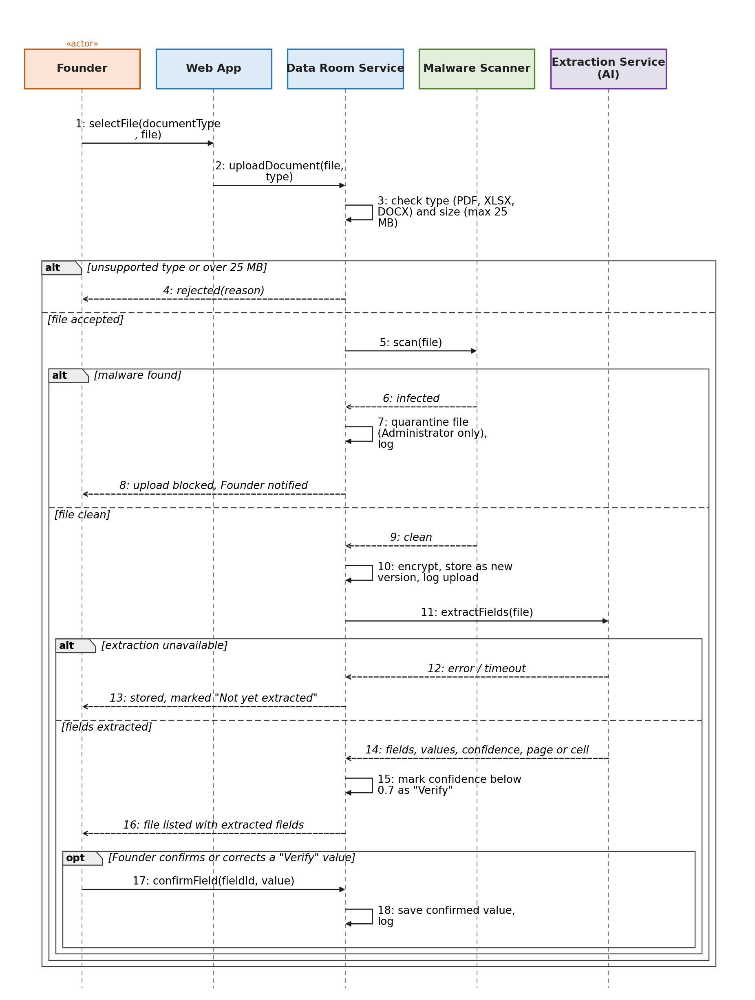 «actor»
Founder
Web App
Data Room Service
Malware Scanner
Extraction Service
(AI)
1: selectFile(documentType
, file)
2: uploadDocument(file,
type)
3: check type (PDF, XLSX,
DOCX) and size (max 25
MB)
alt
[unsupported type or over 25 MB]
4: rejected(reason)
[file accepted]
5: scan(file)
alt
[malware found]
6: infected
7: quarantine file
(Administrator only),
log
8: upload blocked, Founder notified
[file clean]
9: clean
10: encrypt, store as new
version, log upload
11: extractFields(file)
alt
[extraction unavailable]
12: error / timeout
13: stored, marked "Not yet extracted"
[fields extracted]
14: fields, values, confidence, page or cell
15: mark confidence below
0.7 as "Verify"
16: file listed with extracted fields
opt
[Founder confirms or corrects a "Verify" value]
17: confirmField(fieldId, value)
18: save confirmed value,
log